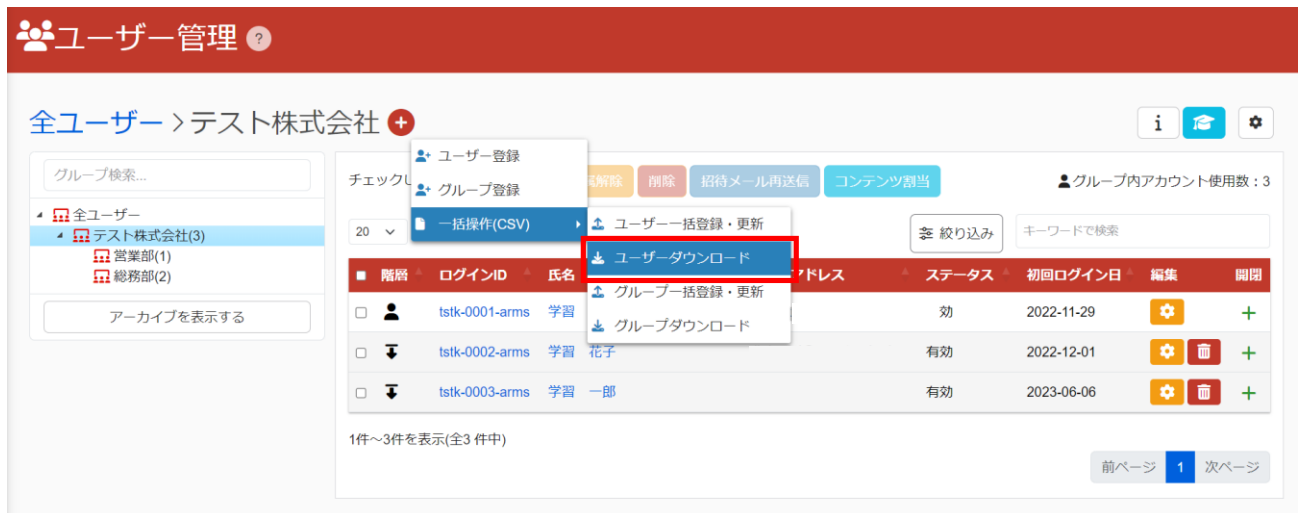 ユーザー管理 ?
全ユーザー > テスト株式会社
i
ユーザー登録
グループ登録
一括操作(CSV)
ユーザー一括登録・更新
ユーザーダウンロード
グループ一括登録・更新
グループダウンロード
グループ検索...
全ユーザー
テスト株式会社(3)
営業部(1)
総務部(2)
アーカイブを表示する
チェック
削除 招待メール再送信 コンテンツ割当 グループ内アカウント使用数：3
20 絞り込み キーワードで検索
階層 ログインID 氏名 アドレス ステータス 初回ログイン日 編集 開閉
tstk-0001-arms 学習 効 2022-11-29
tstk-0002-arms 学習 花子 有効 2022-12-01
tstk-0003-arms 学習 一郎 有効 2023-06-06
1件～3件を表示(全3 件中)
前ページ 1 次ページ